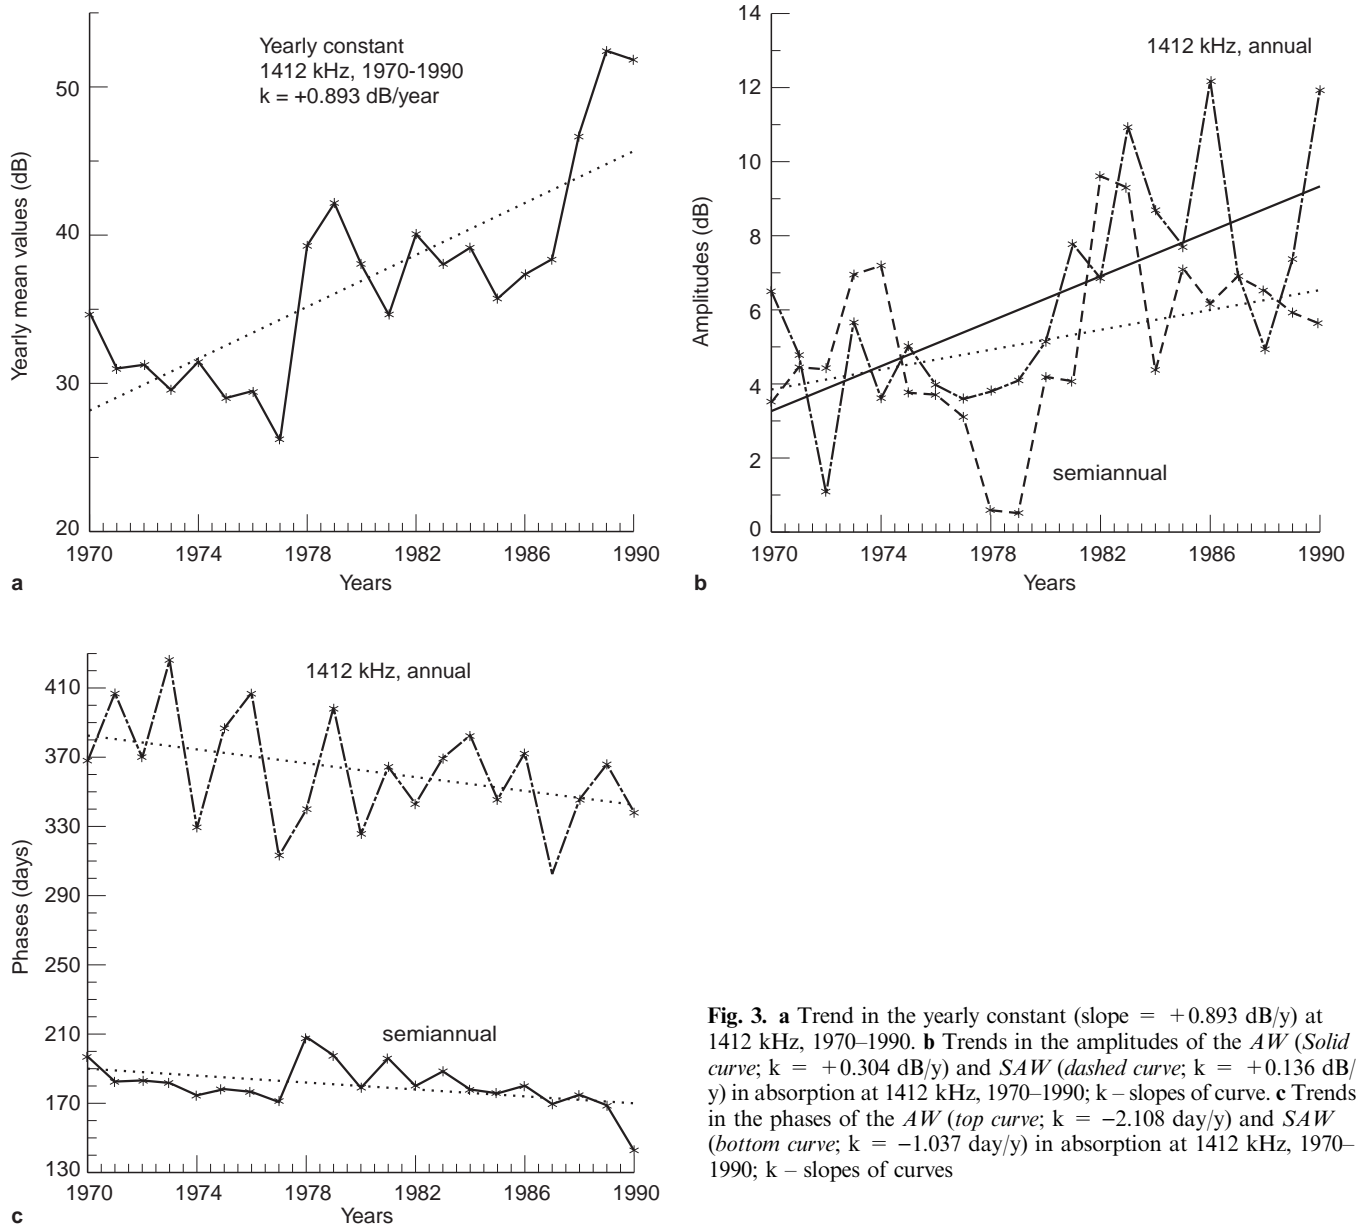 Yearly constant
1412 kHz, 1970-1990
k = +0.893 dB/year
Yearly mean values (dB)
50
40
30
20
1970 1974 1978 1982 1986 1990
Years
a
1412 kHz, annual
Amplitudes (dB)
14
12
10
8
6
4
2
0
semiannual
1970 1974 1978 1982 1986 1990
Years
b
1412 kHz, annual
Phases (days)
410
370
330
290
250
210
170
130
semiannual
1970 1974 1978 1982 1986 1990
Years
c
Fig. 3. a Trend in the yearly constant (slope = +0.893 dB/y) at
1412 kHz, 1970–1990. b Trends in the amplitudes of the AW (Solid
curve; k = +0.304 dB/y) and SAW (dashed curve; k = +0.136 dB/
y) in absorption at 1412 kHz, 1970–1990; k – slopes of curve. c Trends
in the phases of the AW (top curve; k = −2.108 day/y) and SAW
(bottom curve; k = −1.037 day/y) in absorption at 1412 kHz, 1970–
1990; k – slopes of curves